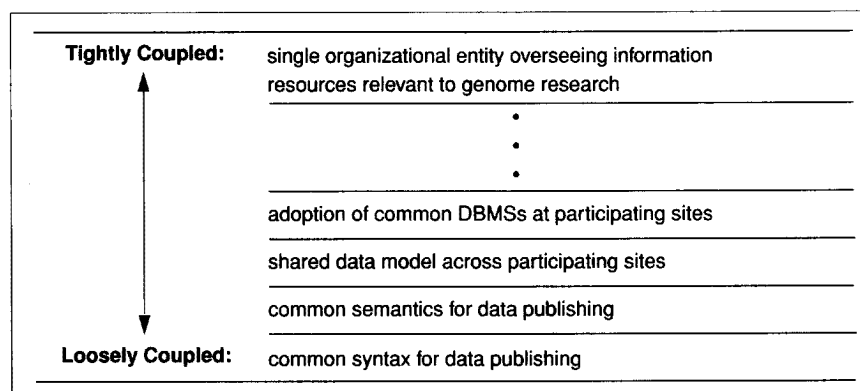 Tightly Coupled: single organizational entity overseeing information
resources relevant to genome research
•
•
•
adoption of common DBMSs at participating sites
shared data model across participating sites
common semantics for data publishing
Loosely Coupled: common syntax for data publishing